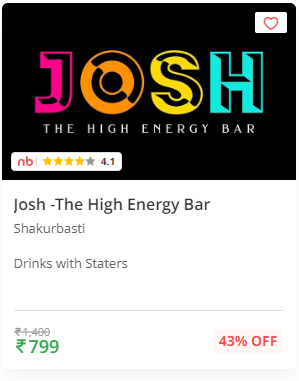 JOSH
THE HIGH ENERGY BAR
nb 4.1
Josh -The High Energy Bar
Shakurbasti
Drinks with Staters
₹1,400
₹799
43% OFF